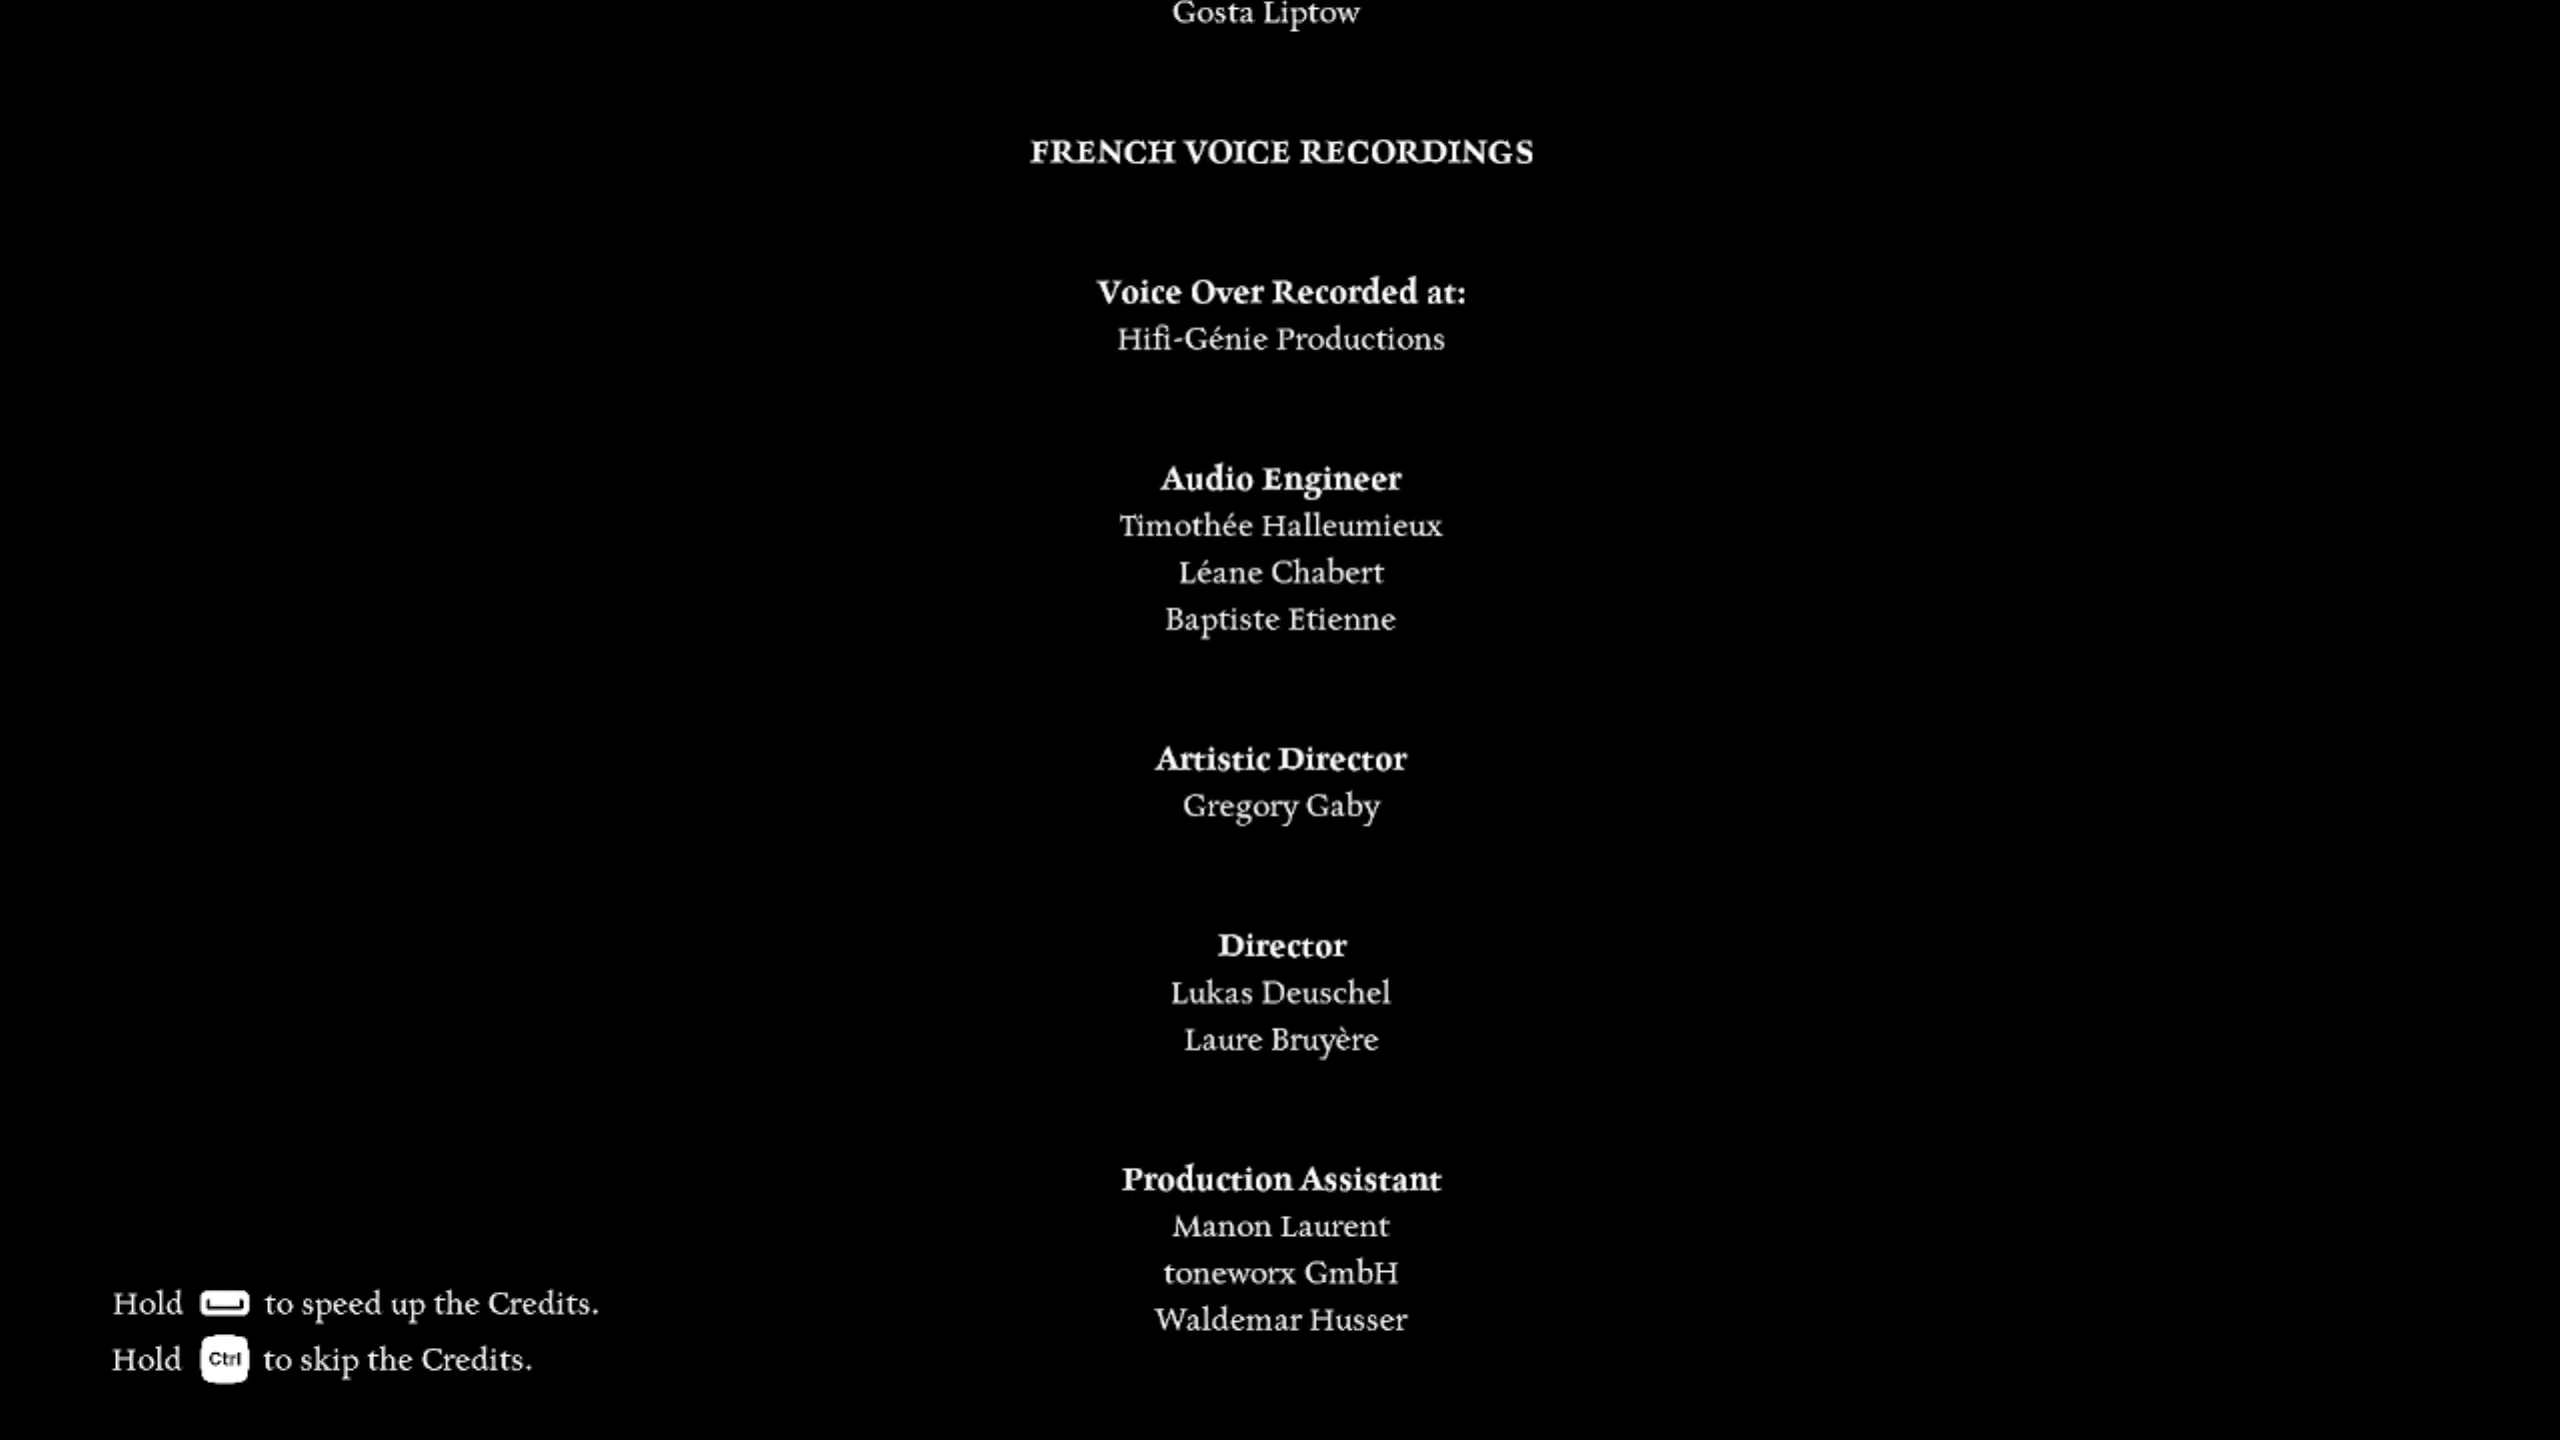 Gosta Liptow
FRENCH VOICE RECORDINGS
Voice Over Recorded at:
Hifi-Génie Productions
Audio Engineer
Timothée Halleumieux
Léane Chabert
Baptiste Etienne
Artistic Director
Gregory Gaby
Director
Lukas Deuschel
Laure Bruyère
Production Assistant
Manon Laurent
toneworx GmbH
Waldemar Husser
Hold to speed up the Credits.
Hold Ctrl to skip the Credits.